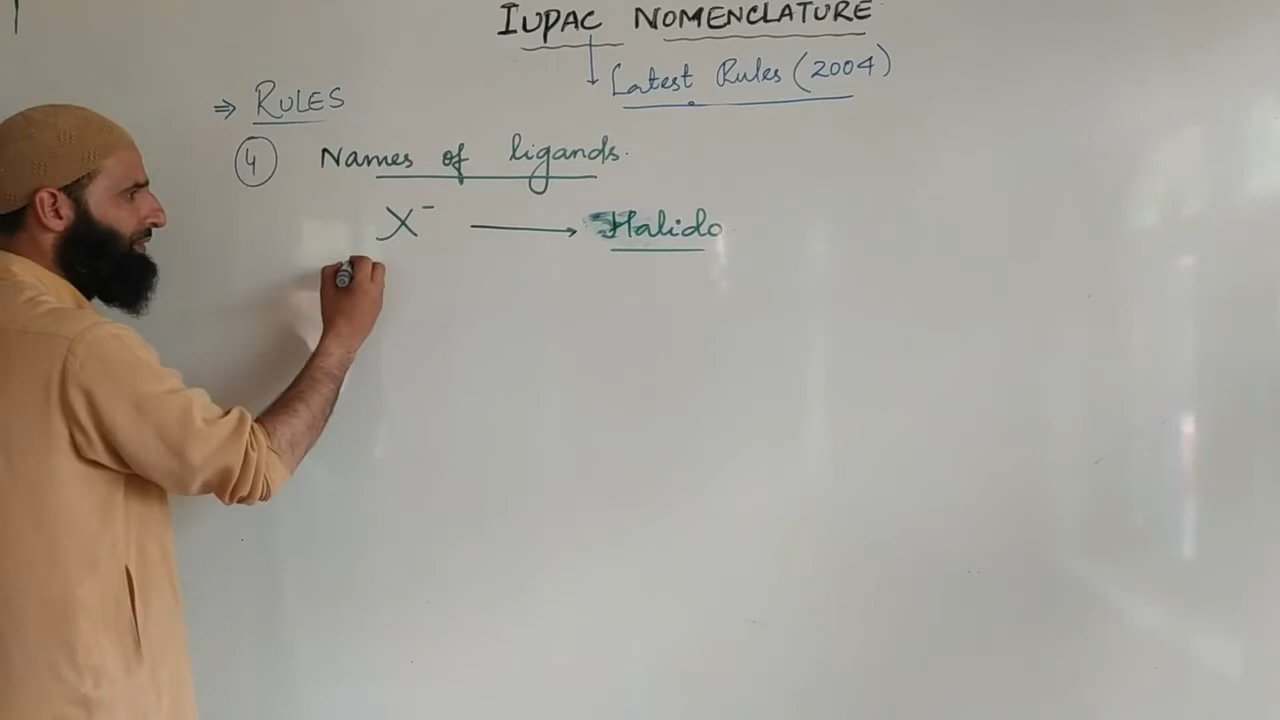 IUPAC NOMENCLATURE
↓ Latest Rules (2004)
⇒ RULES
④ Names of ligands.
X⁻ ⟶ Halido